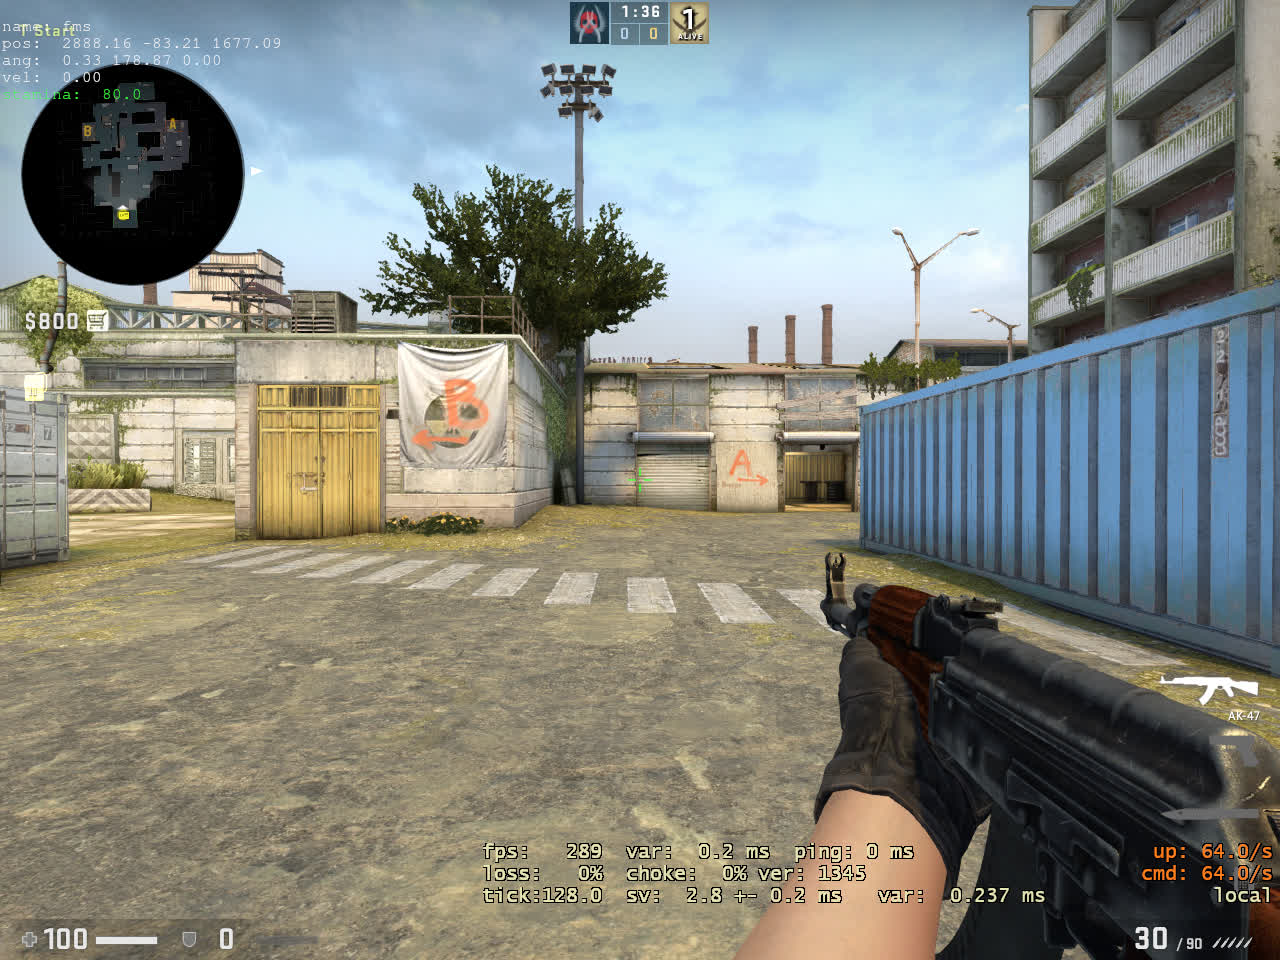 T Start
name: fms
pos: 2888.16 -83.21 1677.09
ang: 0.33 178.87 0.00
vel: 0.00
stamina: 80.0
1:36
0 0
1
ALIVE
B
A
$800
B
A
CCCP
AK-47
fps: 289 var: 0.2 ms ping: 0 ms
loss: 0% choke: 0% ver: 1345
tick:128.0 sv: 2.8 +- 0.2 ms var: 0.237 ms
up: 64.0/s
cmd: 64.0/s
local
100
0
30 / 90